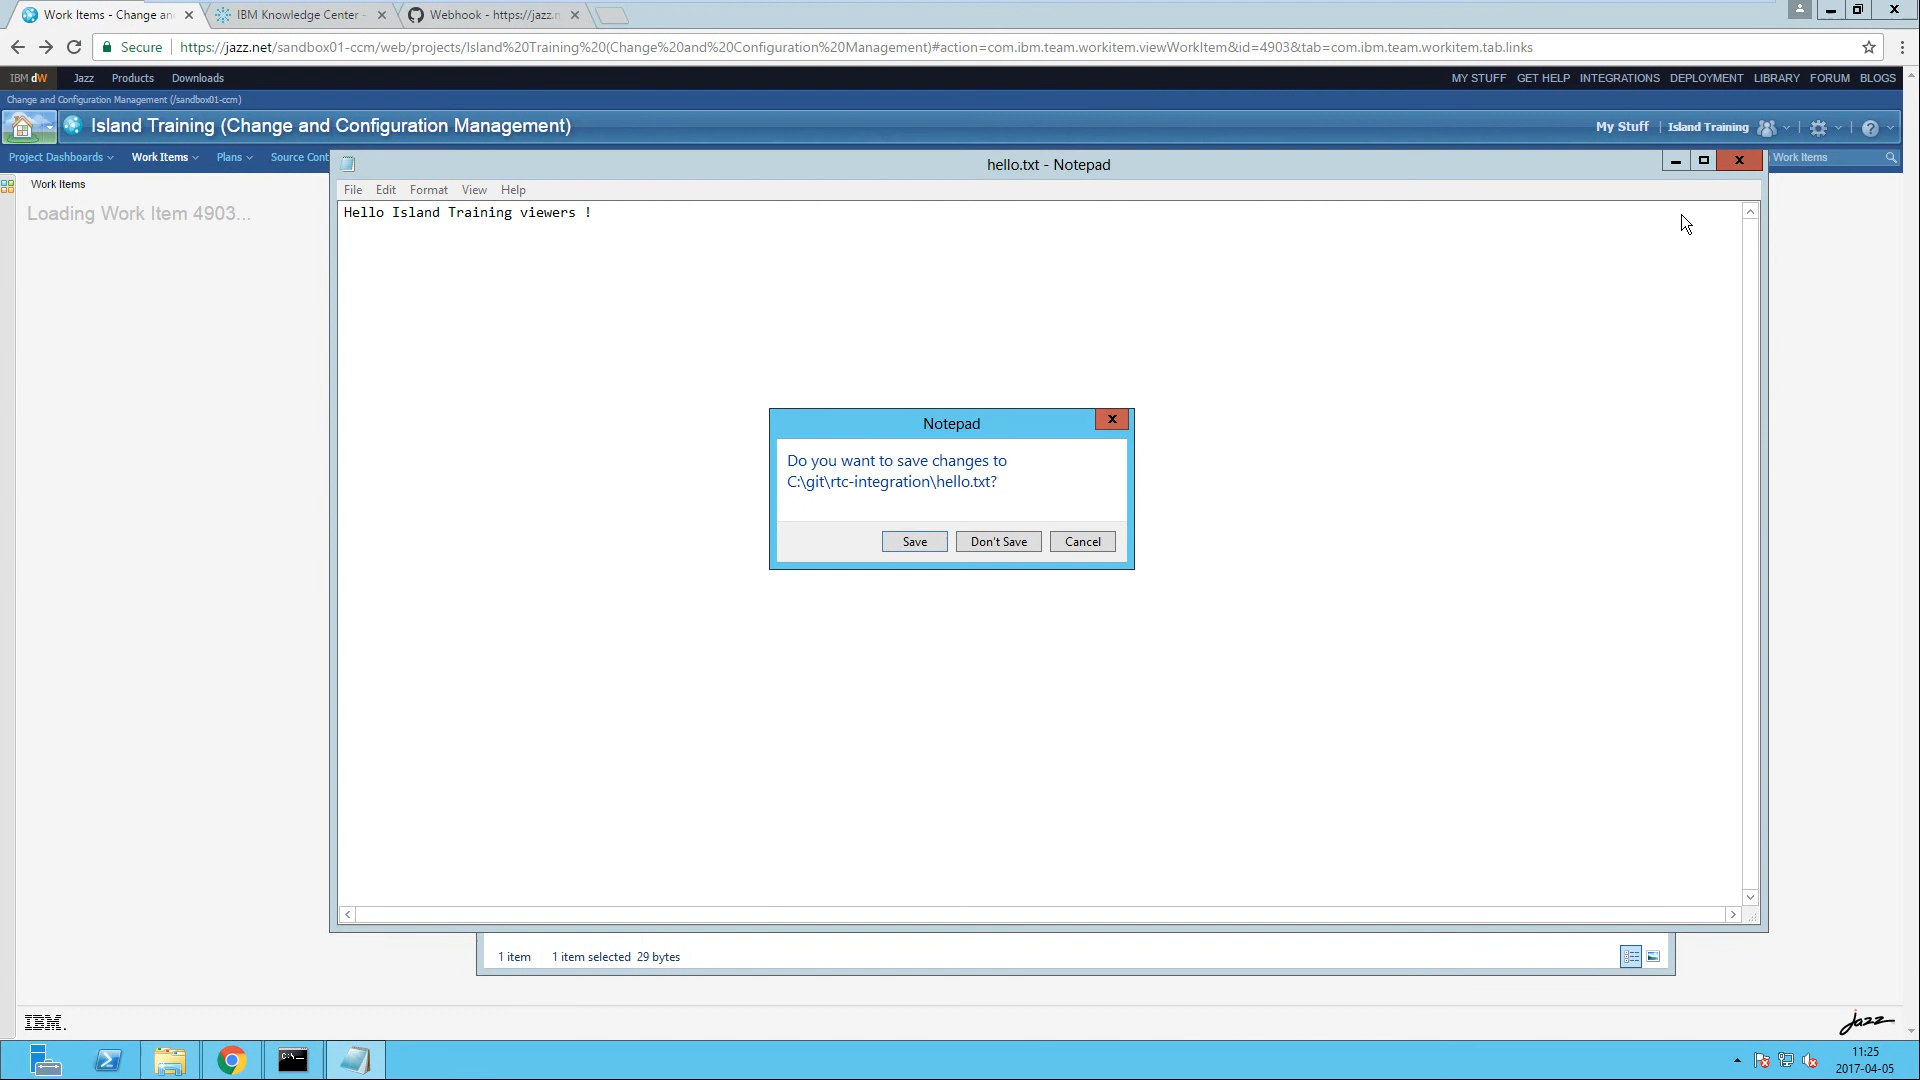 Work Items - Change an
IBM Knowledge Center -
Webhook - https://jazz.n
Secure
https://jazz.net/sandbox01-ccm/web/projects/Island%20Training%20(Change%20and%20Configuration%20Management)#action=com.ibm.team.workitem.viewWorkItem&id=4903&tab=com.ibm.team.workitem.tab.links
IBM dW Jazz Products Downloads
MY STUFF GET HELP INTEGRATIONS DEPLOYMENT LIBRARY FORUM BLOGS
Change and Configuration Management (/sandbox01-ccm)
Island Training (Change and Configuration Management)
My Stuff | Island Training
Project Dashboards Work Items Plans Source Cont
Work Items
hello.txt - Notepad
Work Items
File Edit Format View Help
Loading Work Item 4903...
Hello Island Training viewers !
Notepad
Do you want to save changes to
C:\git\rtc-integration\hello.txt?
Save Don't Save Cancel
1 item 1 item selected 29 bytes
IBM.
Jazz
C:\_
11:25
2017-04-05